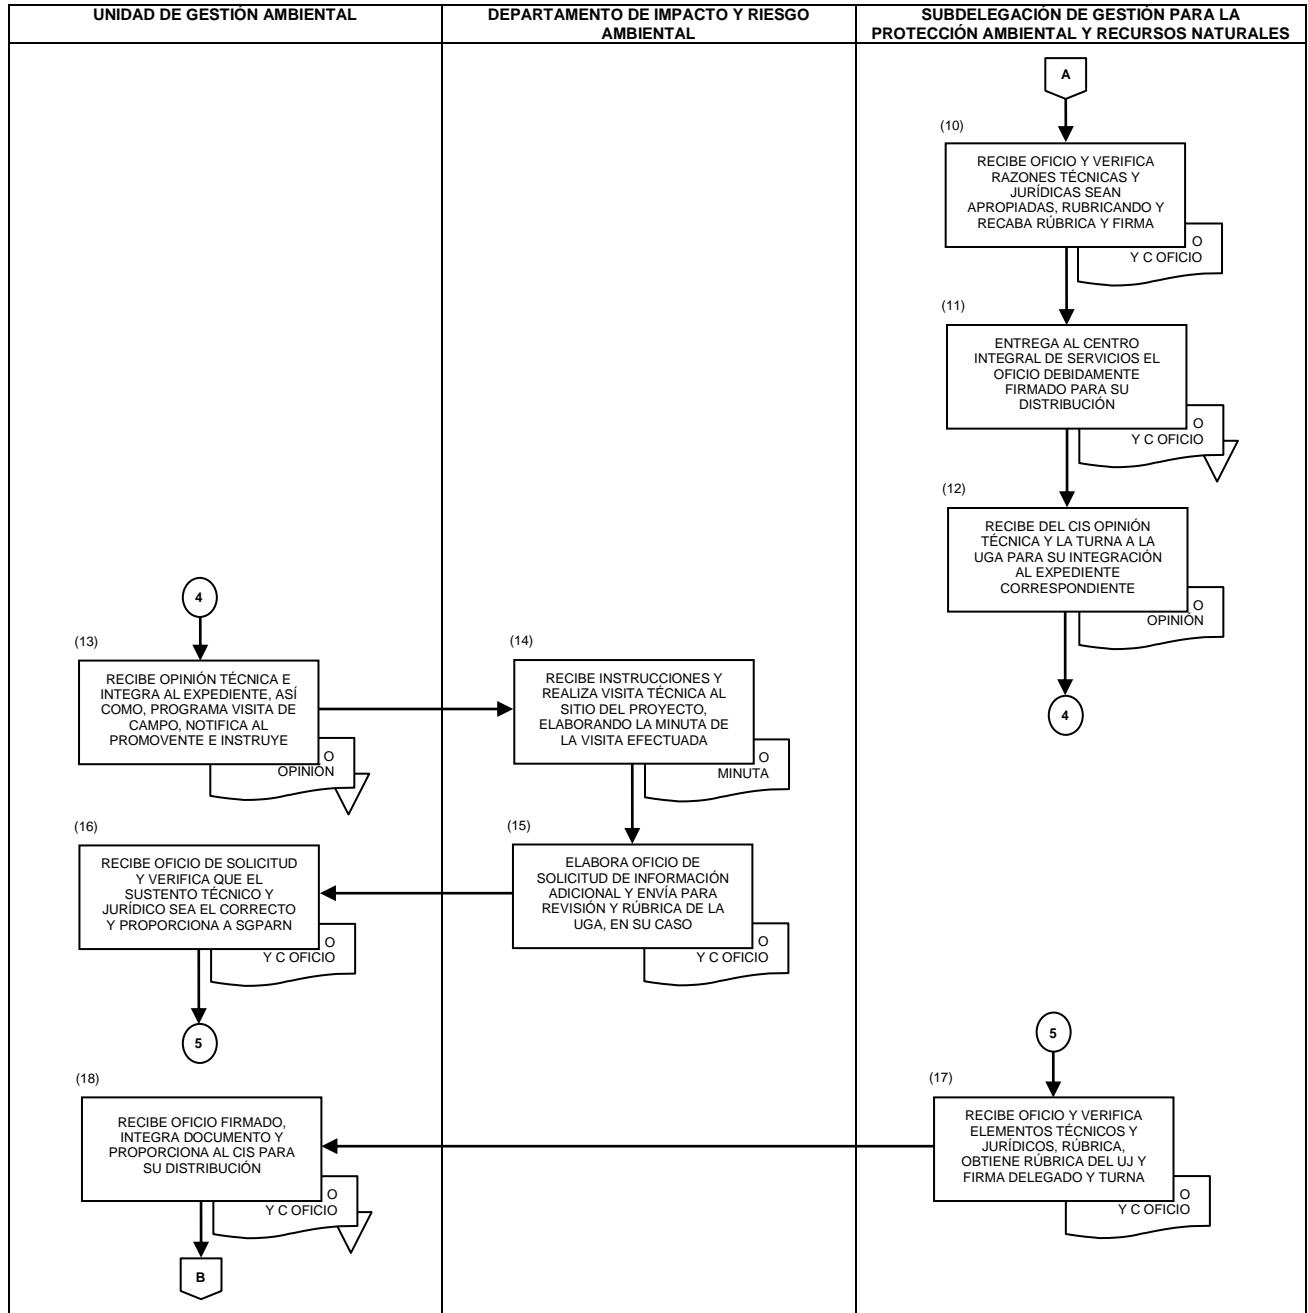 UNIDAD DE GESTIÓN AMBIENTAL
DEPARTAMENTO DE IMPACTO Y RIESGO
AMBIENTAL
SUBDELEGACIÓN DE GESTIÓN PARA LA
PROTECCIÓN AMBIENTAL Y RECURSOS NATURALES
A
(10)
RECIBE OFICIO Y VERIFICA
RAZONES TÉCNICAS Y
JURÍDICAS SEAN
APROPIADAS, RUBRICANDO Y
RECABA RÚBRICA Y FIRMA
O
Y C OFICIO
(11)
ENTREGA AL CENTRO
INTEGRAL DE SERVICIOS EL
OFICIO DEBIDAMENTE
FIRMADO PARA SU
DISTRIBUCIÓN
O
Y C OFICIO
(12)
RECIBE DEL CIS OPINIÓN
TÉCNICA Y LA TURNA A LA
UGA PARA SU INTEGRACIÓN
AL EXPEDIENTE
CORRESPONDIENTE
O
OPINIÓN
4
4
(13)
RECIBE OPINIÓN TÉCNICA E
INTEGRA AL EXPEDIENTE, ASÍ
COMO, PROGRAMA VISITA DE
CAMPO, NOTIFICA AL
PROMOVENTE E INSTRUYE
O
OPINIÓN
(14)
RECIBE INSTRUCCIONES Y
REALIZA VISITA TÉCNICA AL
SITIO DEL PROYECTO,
ELABORANDO LA MINUTA DE
LA VISITA EFECTUADA
O
MINUTA
(15)
ELABORA OFICIO DE
SOLICITUD DE INFORMACIÓN
ADICIONAL Y ENVÍA PARA
REVISIÓN Y RÚBRICA DE LA
UGA, EN SU CASO
O
Y C OFICIO
(16)
RECIBE OFICIO DE SOLICITUD
Y VERIFICA QUE EL
SUSTENTO TÉCNICO Y
JURÍDICO SEA EL CORRECTO
Y PROPORCIONA A SGPARN
O
Y C OFICIO
5
5
(17)
RECIBE OFICIO Y VERIFICA
ELEMENTOS TÉCNICOS Y
JURÍDICOS, RÚBRICA,
OBTIENE RÚBRICA DEL UJ Y
FIRMA DELEGADO Y TURNA
O
Y C OFICIO
(18)
RECIBE OFICIO FIRMADO,
INTEGRA DOCUMENTO Y
PROPORCIONA AL CIS PARA
SU DISTRIBUCIÓN
O
Y C OFICIO
B